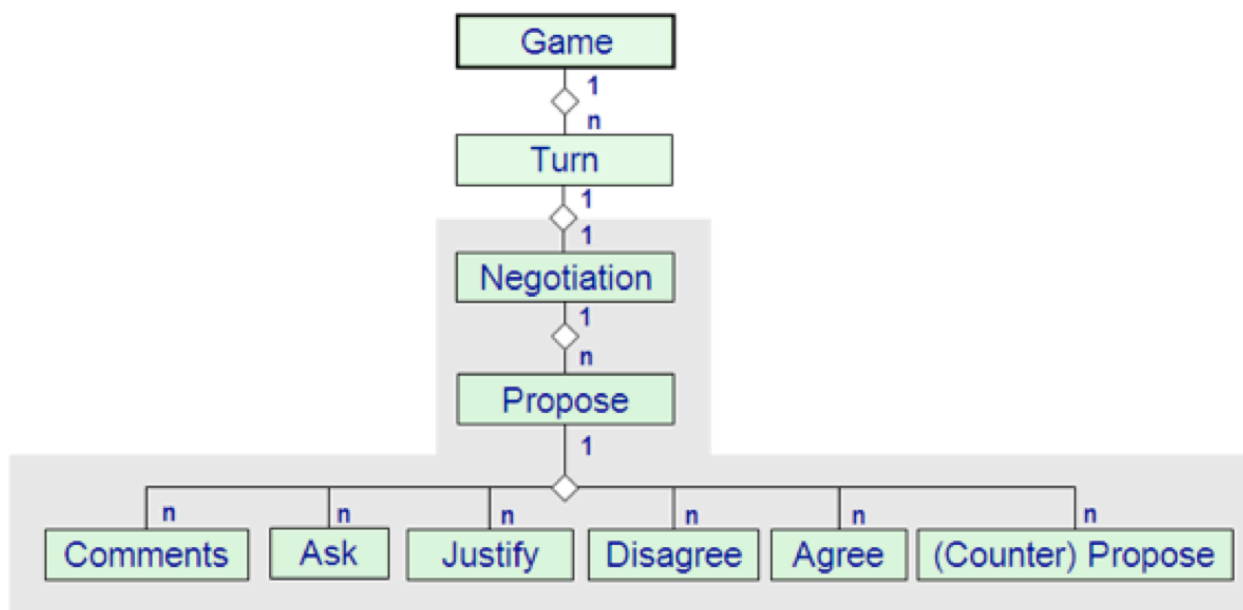 Game
1
n
Turn
1
1
Negotiation
1
n
Propose
1
n n n n n n
Comments Ask Justify Disagree Agree (Counter) Propose